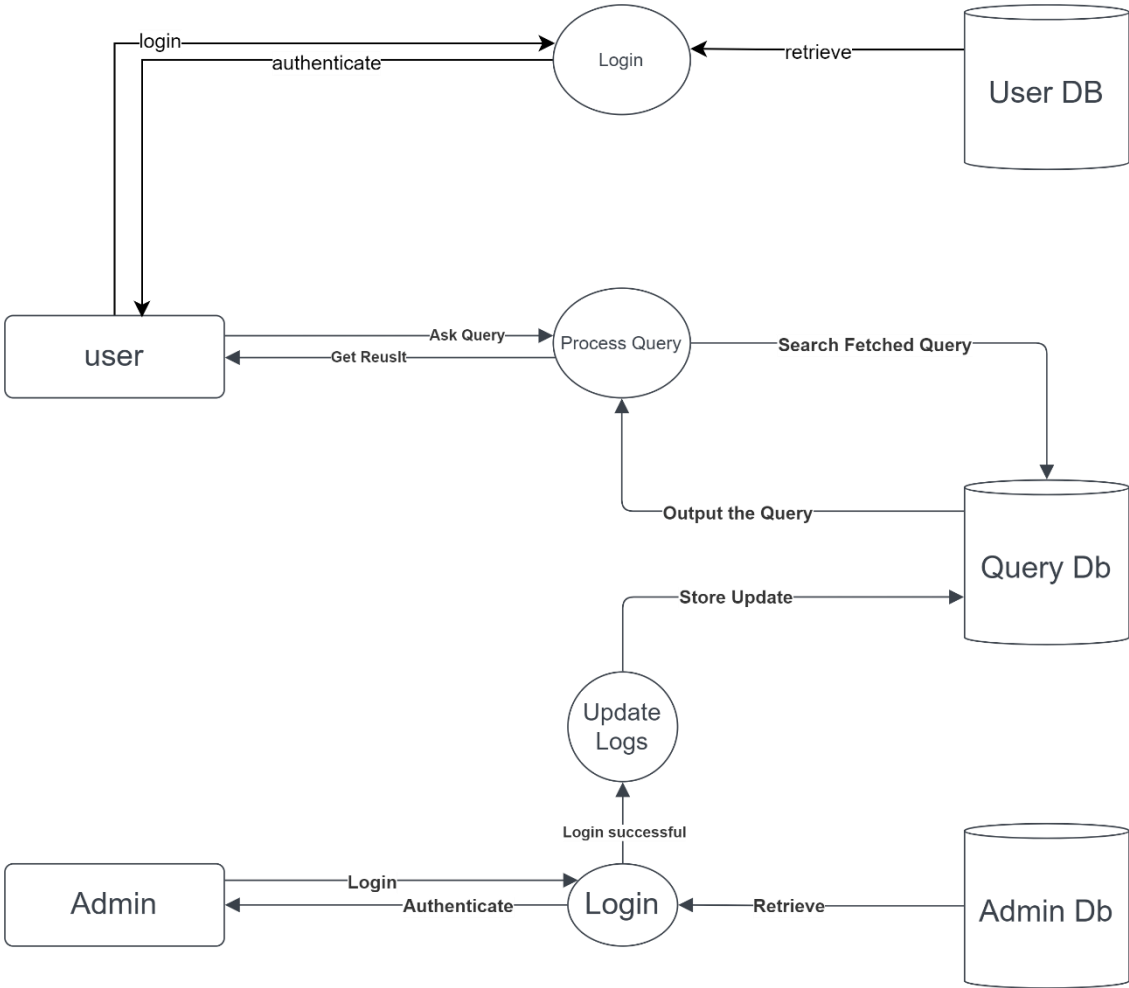 login
authenticate
Login
retrieve
User DB
user
Ask Query
Get Reuslt
Process Query
Search Fetched Query
Output the Query
Query Db
Store Update
Update
Logs
Login successful
Admin
Login
Authenticate
Login
Retrieve
Admin Db